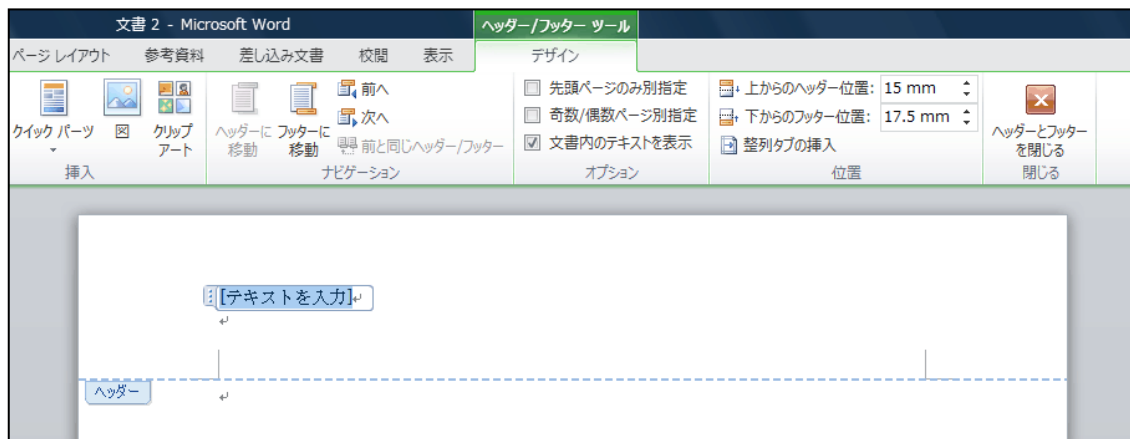 文書 2 - Microsoft Word
ヘッダー/フッター ツール
ページ レイアウト 参考資料 差し込み文書 校閲 表示 デザイン
クイック パーツ
図
クリップ
アート
挿入
ヘッダーに
移動
フッターに
移動
前へ
次へ
前と同じヘッダー/フッター
ナビゲーション
先頭ページのみ別指定
奇数/偶数ページ別指定
文書内のテキストを表示
オプション
上からのヘッダー位置: 15 mm
下からのフッター位置: 17.5 mm
整列タブの挿入
位置
ヘッダーとフッター
を閉じる
閉じる
[テキストを入力]
ヘッダー